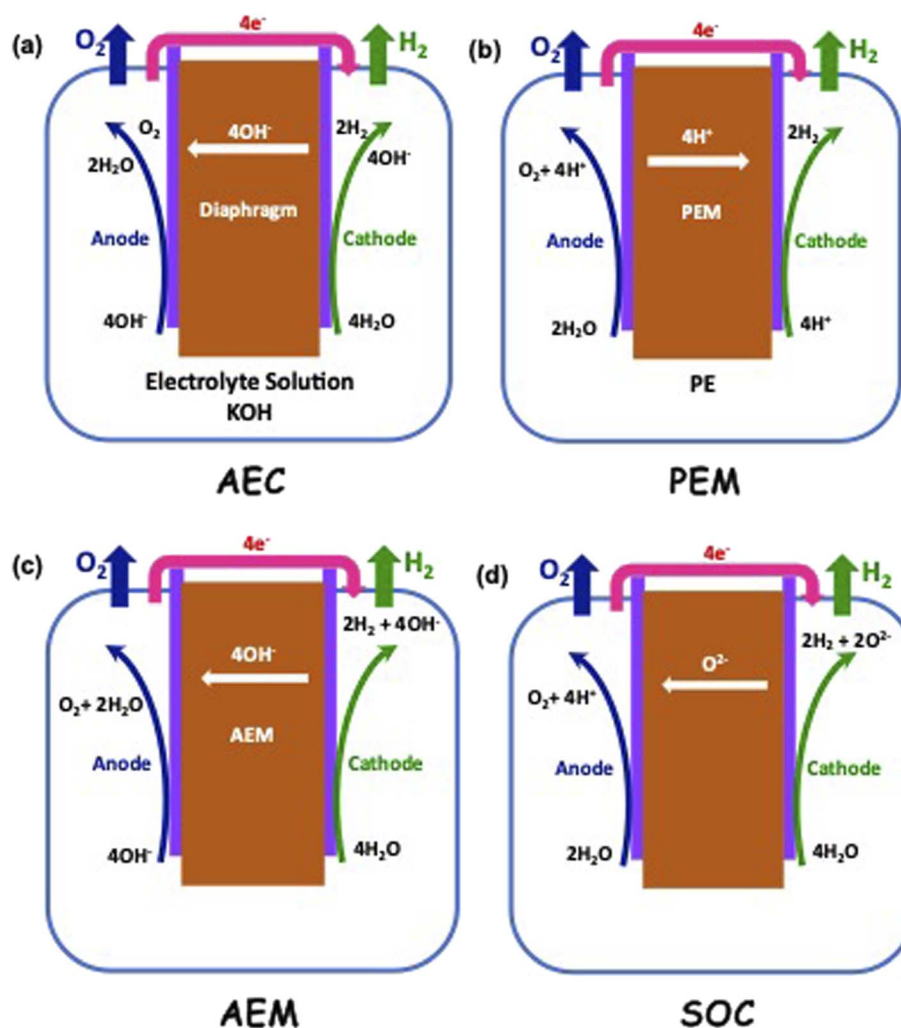 (a)
O₂
4e⁻
H₂
O₂
4OH⁻
2H₂
2H₂O
4OH⁻
Diaphragm
Anode
Cathode
4OH⁻
4H₂O
Electrolyte Solution
KOH
AEC
(b)
O₂
4e⁻
H₂
4H⁺
2H₂
O₂+ 4H⁺
PEM
Anode
Cathode
2H₂O
4H⁺
PE
PEM
(c)
O₂
4e⁻
H₂
2H₂ + 4OH⁻
4OH⁻
O₂+ 2H₂O
AEM
Anode
Cathode
4OH⁻
4H₂O
AEM
(d)
O₂
4e⁻
H₂
2H₂ + 2O²⁻
O²⁻
O₂+ 4H⁺
Anode
Cathode
2H₂O
4H₂O
SOC